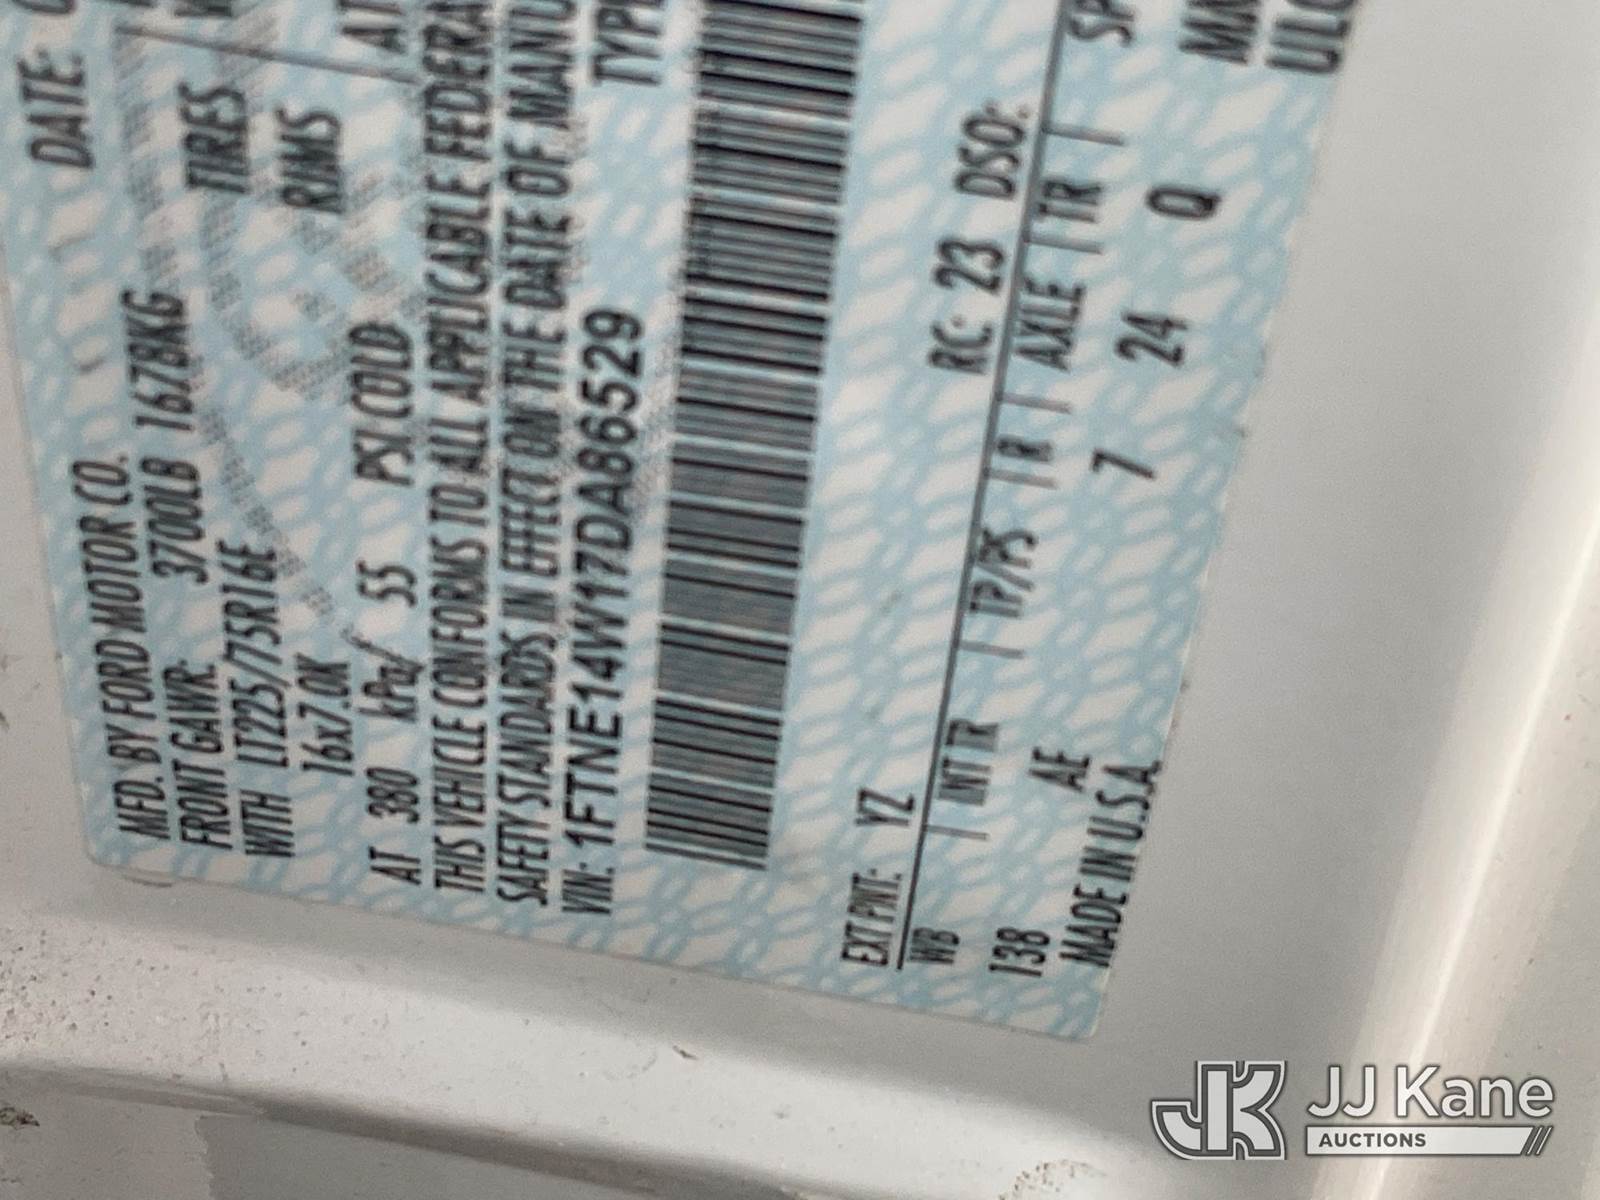 MFD. BY FORD MOTOR CO.
DATE:
FRONT GAWR: 3700LB 1678KG
WITH LT225/75R16E TIRES
16x7.0K RIMS
AT 380 kPa/ 55 PSI COLD
THIS VEHICLE CONFORMS TO ALL APPLICABLE FEDERA
SAFETY STANDARDS IN EFFECT ON THE DATE OF MANU
VIN: 1FTNE14W17DA86529
TYPE
EXT PNT: YZ RC: 23 DSO:
WB | INT TR | TP/PS | R | AXLE | TR | SP
138 AE 7 24 Q
MADE IN U.S.A.
ULC
JK JJ Kane
AUCTIONS